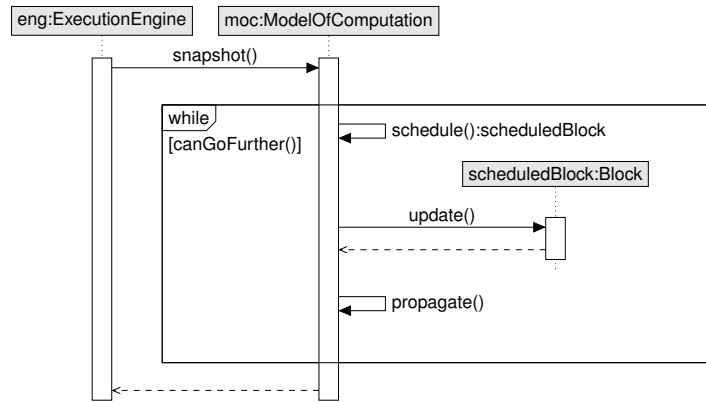 eng:ExecutionEngine
moc:ModelOfComputation
snapshot()
while
[canGoFurther()]
schedule():scheduledBlock
scheduledBlock:Block
update()
propagate()